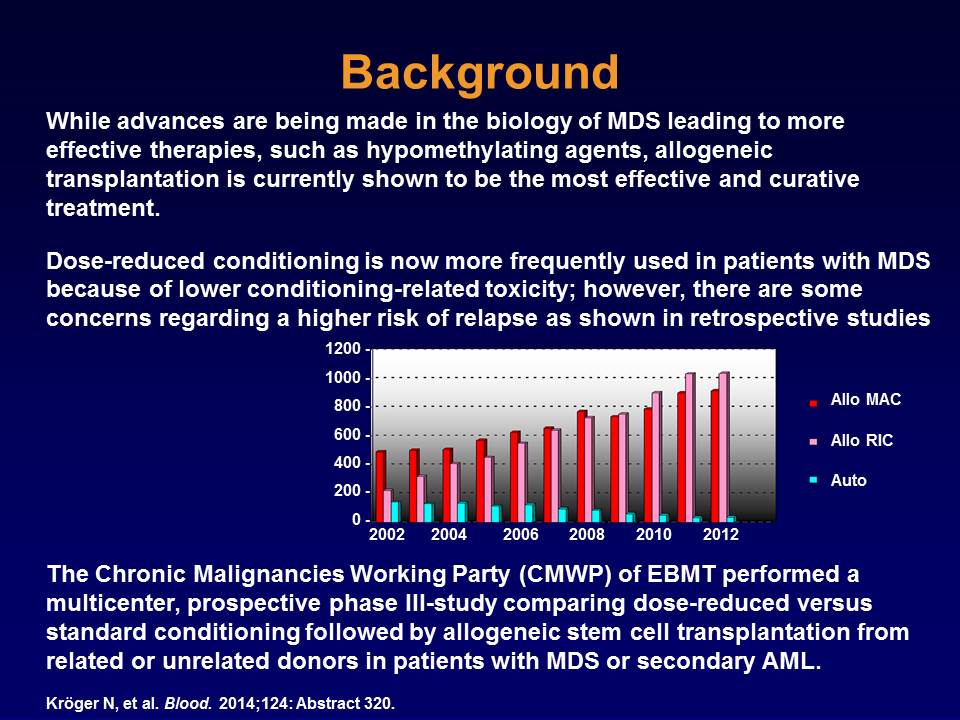 Background
While advances are being made in the biology of MDS leading to more
effective therapies, such as hypomethylating agents, allogeneic
transplantation is currently shown to be the most effective and curative
treatment.
Dose-reduced conditioning is now more frequently used in patients with MDS
because of lower conditioning-related toxicity; however, there are some
concerns regarding a higher risk of relapse as shown in retrospective studies
1200
1000
800
600
400
200
0
2002 2004 2006 2008 2010 2012
Allo MAC
Allo RIC
Auto
The Chronic Malignancies Working Party (CMWP) of EBMT performed a
multicenter, prospective phase III-study comparing dose-reduced versus
standard conditioning followed by allogeneic stem cell transplantation from
related or unrelated donors in patients with MDS or secondary AML.
Kröger N, et al. Blood. 2014;124: Abstract 320.